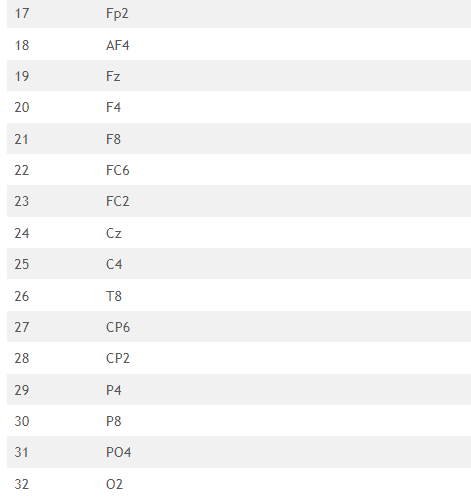 17 Fp2
18 AF4
19 Fz
20 F4
21 F8
22 FC6
23 FC2
24 Cz
25 C4
26 T8
27 CP6
28 CP2
29 P4
30 P8
31 PO4
32 O2